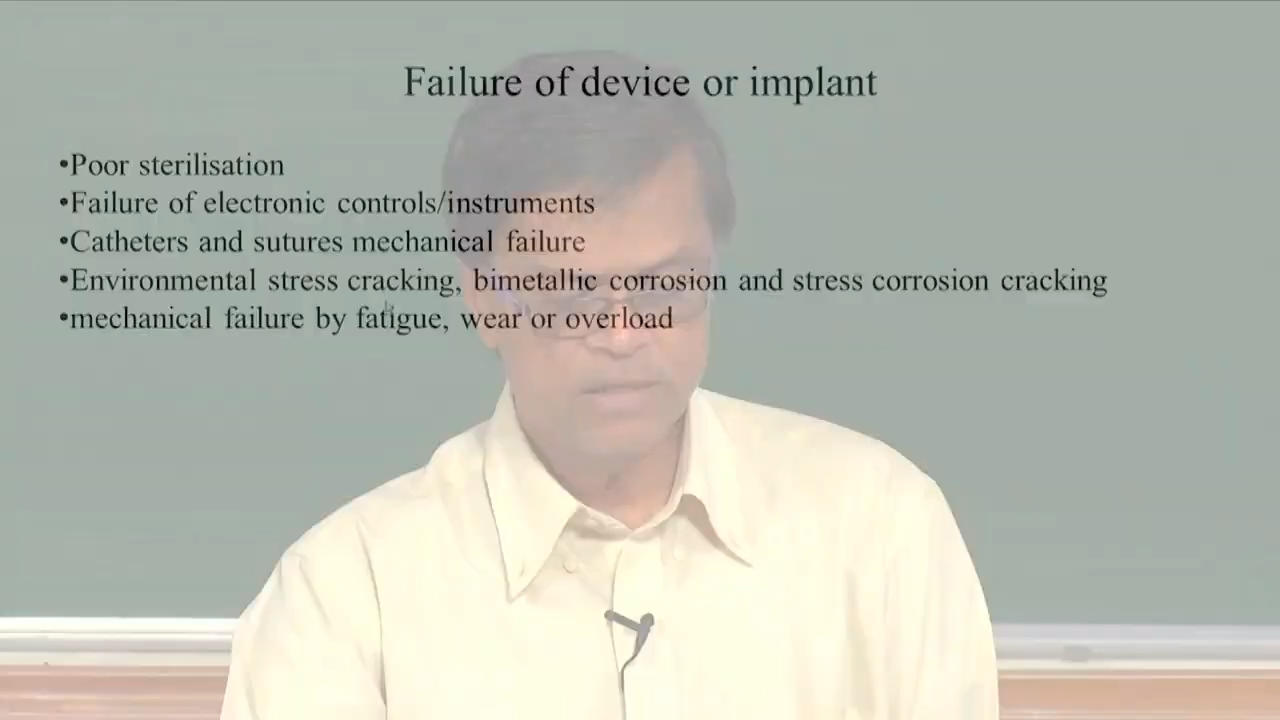 Failure of device or implant
•Poor sterilisation
•Failure of electronic controls/instruments
•Catheters and sutures mechanical failure
•Environmental stress cracking, bimetallic corrosion and stress corrosion cracking
•mechanical failure by fatigue, wear or overload